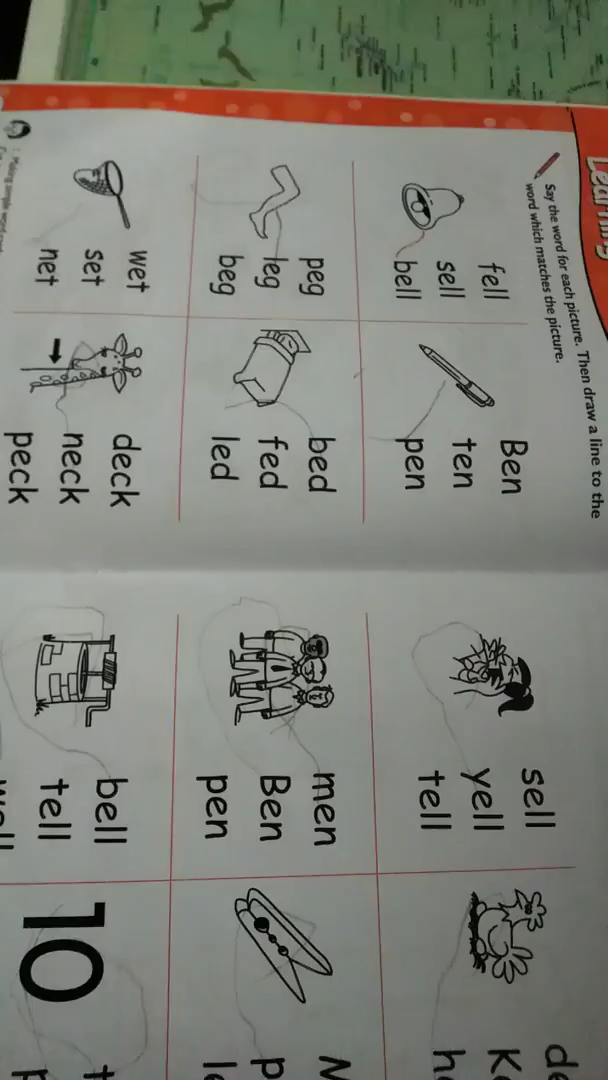 Learning
Say the word for each picture. Then draw a line to the
word which matches the picture.
fell
sell
bell
Ben
ten
pen
sell
yell
tell
peg
leg
beg
bed
fed
led
men
Ben
pen
wet
set
net
deck
neck
peck
bell
tell
well
10